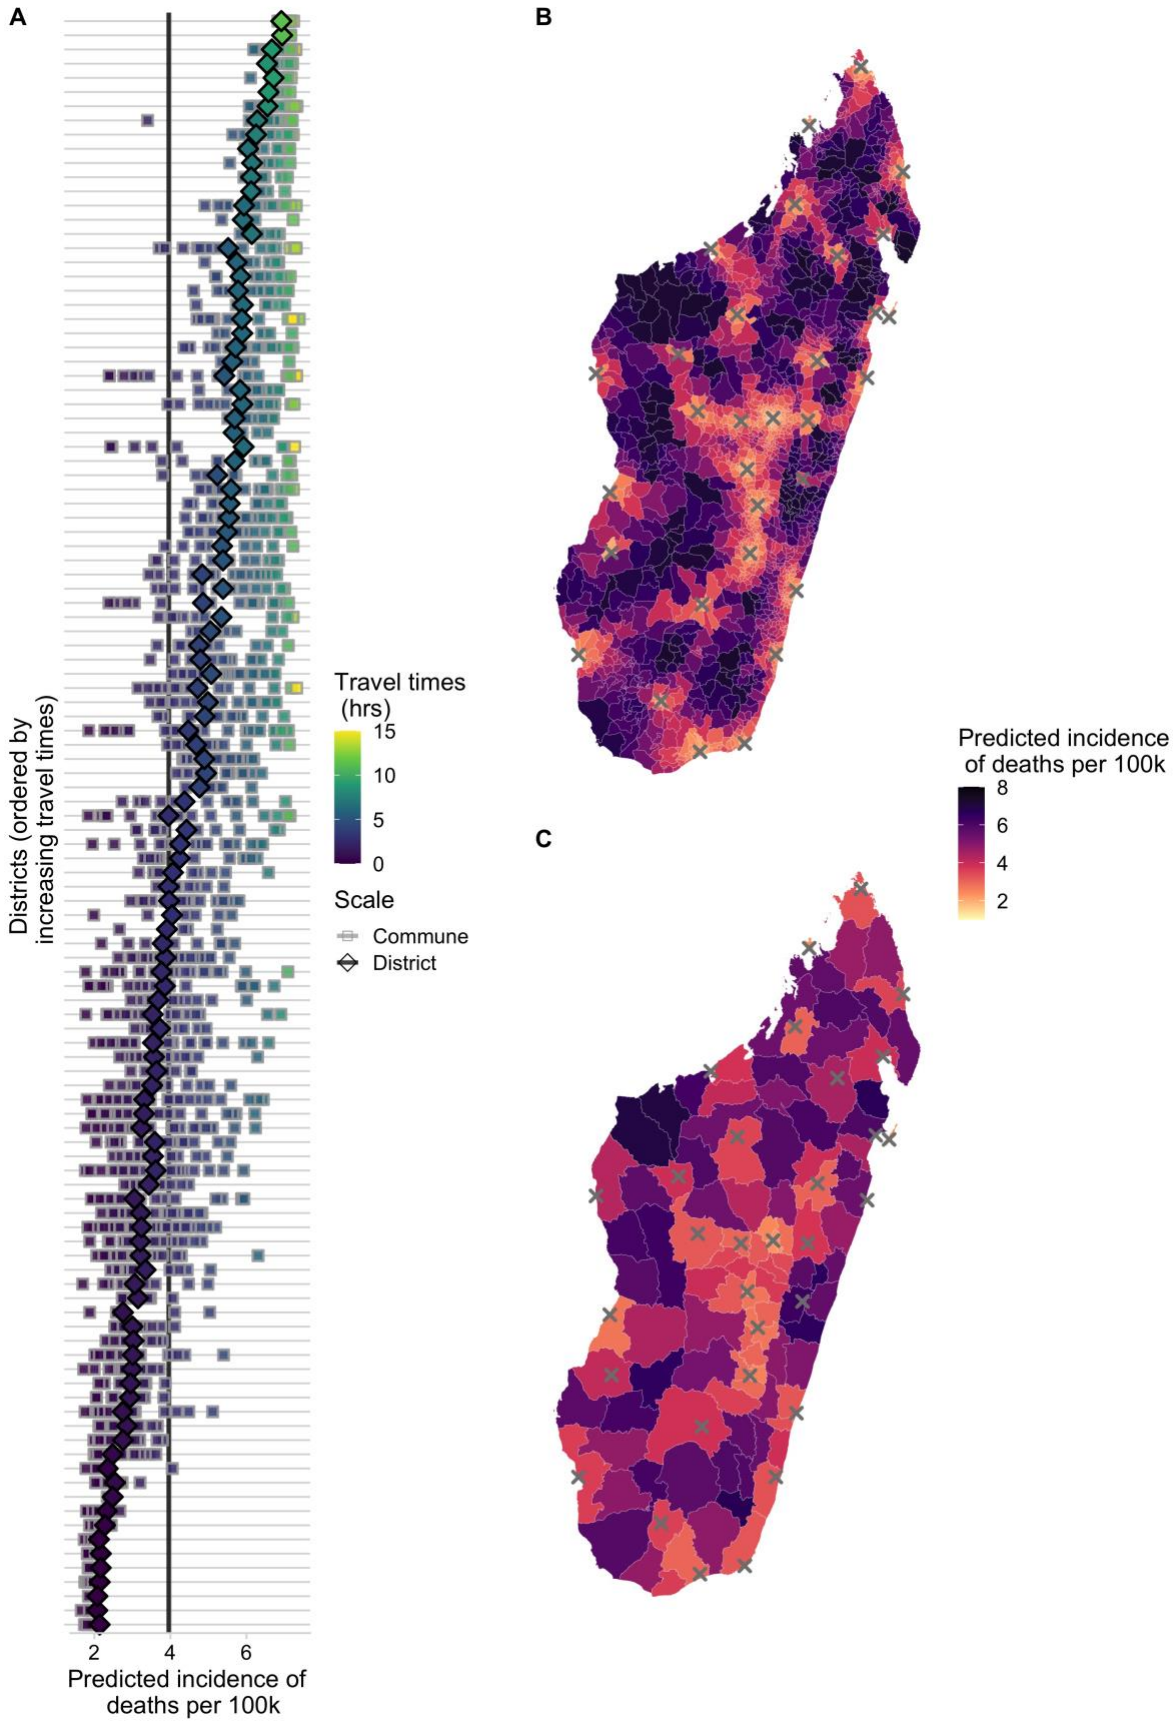 A
Districts (ordered by
increasing travel times)
2 4 6
Predicted incidence of
deaths per 100k
Travel times
(hrs)
15
10
5
0
Scale
Commune
District
B
Predicted incidence
of deaths per 100k
8
6
4
2
C